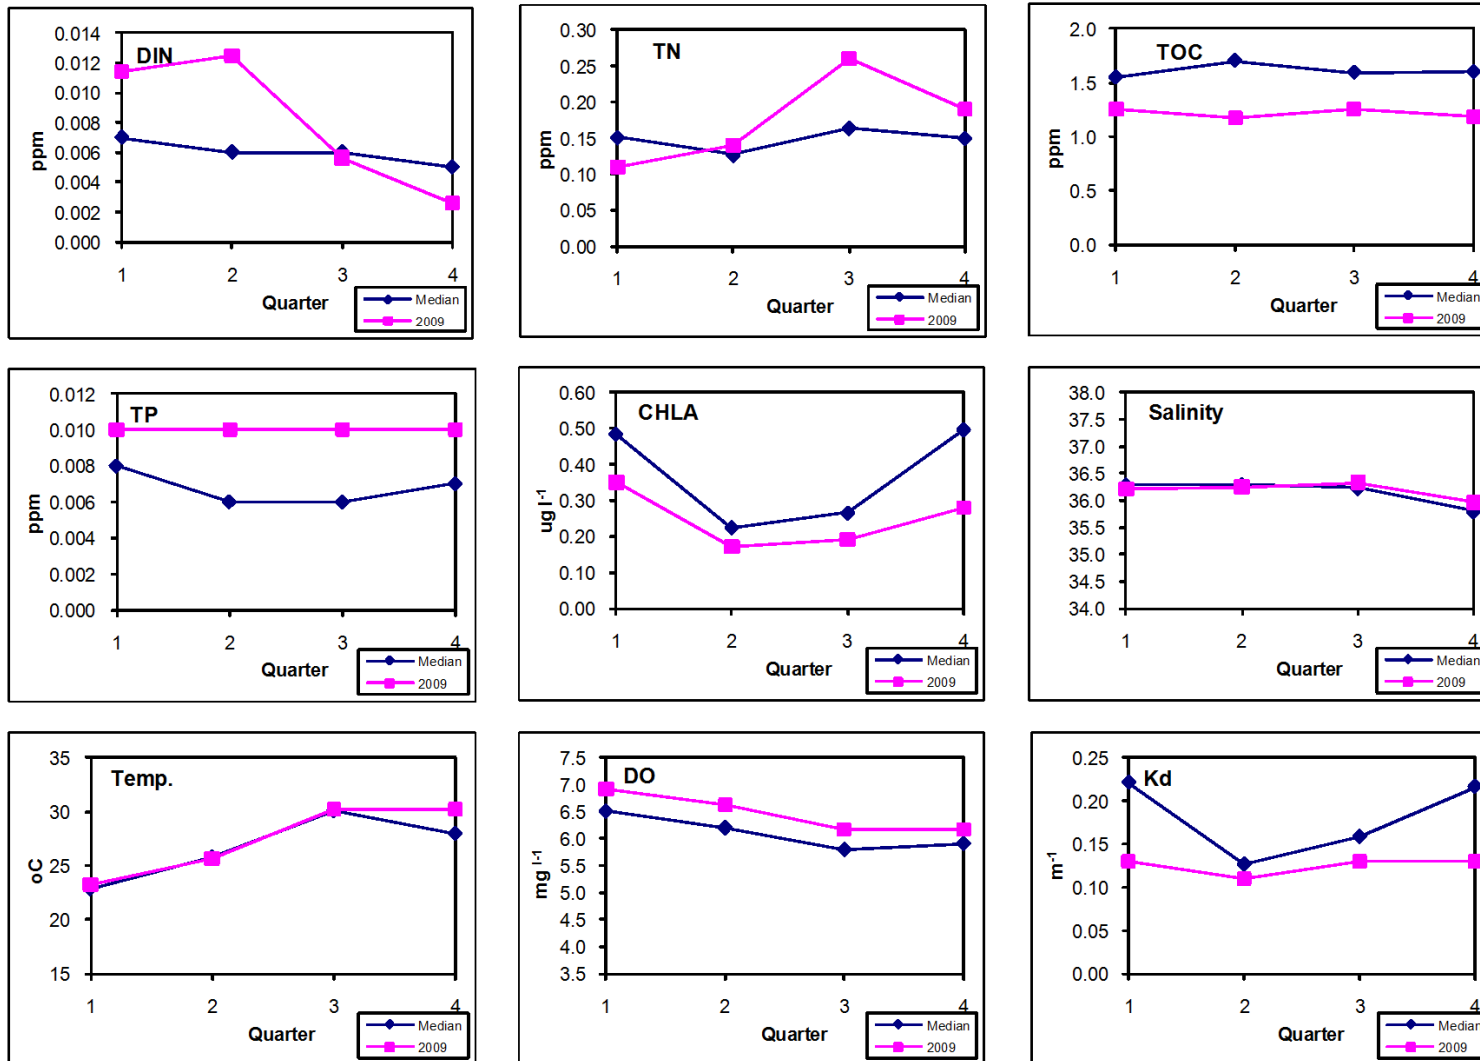 DIN
ppm
0.014
0.012
0.010
0.008
0.006
0.004
0.002
0.000
1 2 3 4
Quarter
Median
2009
TN
ppm
0.30
0.25
0.20
0.15
0.10
0.05
0.00
1 2 3 4
Quarter
Median
2009
TOC
ppm
2.0
1.5
1.0
0.5
0.0
1 2 3 4
Quarter
Median
2009
TP
ppm
0.012
0.010
0.008
0.006
0.004
0.002
0.000
1 2 3 4
Quarter
Median
2009
CHLA
ug l-1
0.60
0.50
0.40
0.30
0.20
0.10
0.00
1 2 3 4
Quarter
Median
2009
Salinity
38.0
37.5
37.0
36.5
36.0
35.5
35.0
34.5
34.0
1 2 3 4
Quarter
Median
2009
Temp.
oC
35
30
25
20
15
1 2 3 4
Quarter
Median
2009
DO
mg l-1
7.5
7.0
6.5
6.0
5.5
5.0
4.5
4.0
3.5
1 2 3 4
Quarter
Median
2009
Kd
m-1
0.25
0.20
0.15
0.10
0.05
0.00
1 2 3 4
Quarter
Median
2009